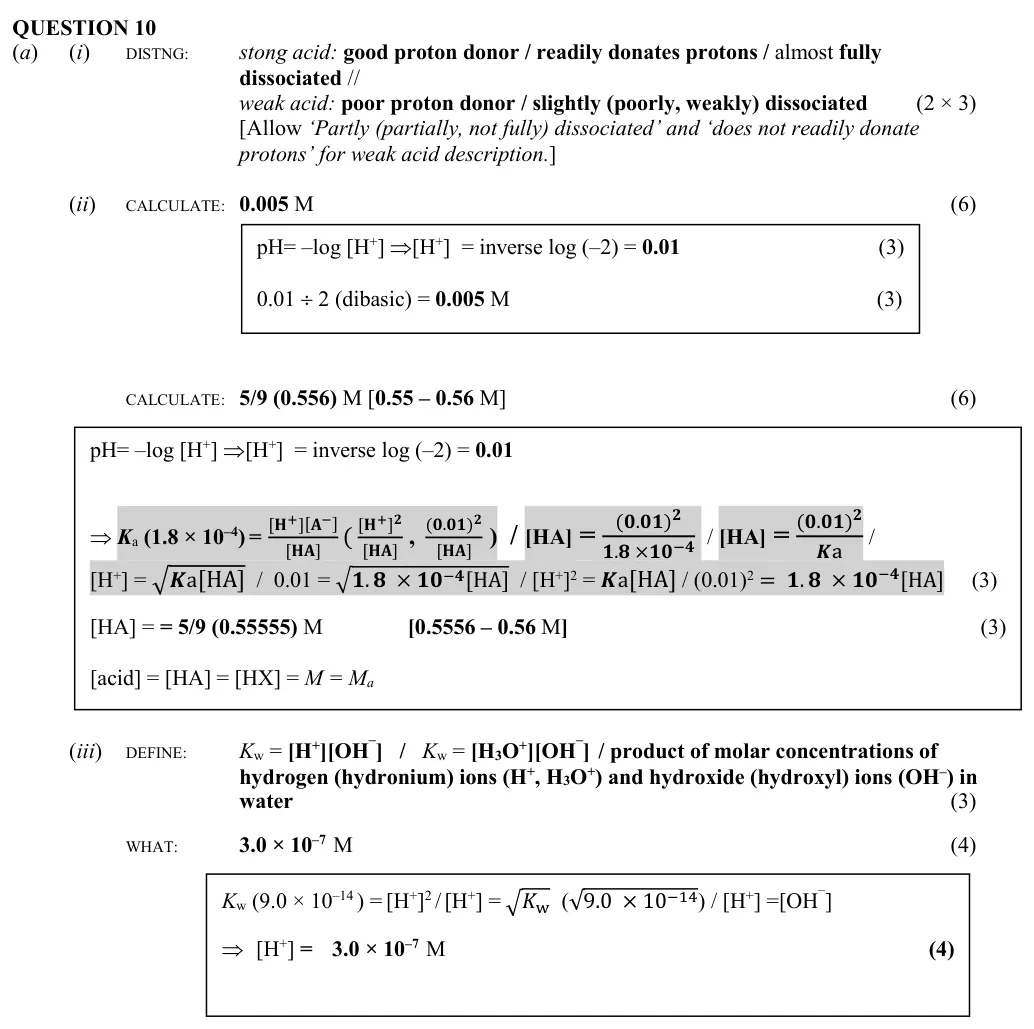 QUESTION 10
(a) (i) DISTNG: stong acid: good proton donor / readily donates protons / almost fully
dissociated //
weak acid: poor proton donor / slightly (poorly, weakly) dissociated (2 × 3)
[Allow ‘Partly (partially, not fully) dissociated’ and ‘does not readily donate
protons’ for weak acid description.]
(ii) CALCULATE: 0.005 M (6)
pH= –log [H⁺] ⇒[H⁺] = inverse log (–2) = 0.01 (3)
0.01 ÷ 2 (dibasic) = 0.005 M (3)
CALCULATE: 5/9 (0.556) M [0.55 – 0.56 M] (6)
pH= –log [H⁺] ⇒[H⁺] = inverse log (–2) = 0.01
⇒ Kₐ (1.8 × 10⁻⁴) = [H⁺][A⁻]/[HA] ( [H⁺]²/[HA] , (0.01)²/[HA] ) / [HA] = (0.01)²/1.8 ×10⁻⁴ / [HA] = (0.01)²/Ka /
[H⁺] = √Ka[HA] / 0.01 = √1.8 × 10⁻⁴[HA] / [H⁺]² = Ka[HA] / (0.01)² = 1.8 × 10⁻⁴[HA] (3)
[HA] = = 5/9 (0.55555) M [0.5556 – 0.56 M] (3)
[acid] = [HA] = [HX] = M = Mₐ
(iii) DEFINE: Kw = [H⁺][OH⁻] / Kw = [H₃O⁺][OH⁻] / product of molar concentrations of
hydrogen (hydronium) ions (H⁺, H₃O⁺) and hydroxide (hydroxyl) ions (OH⁻) in
water (3)
WHAT: 3.0 × 10⁻⁷ M (4)
Kw (9.0 × 10⁻¹⁴ ) = [H⁺]² / [H⁺] = √Kw (√9.0 × 10⁻¹⁴) / [H⁺] =[OH⁻]
⇒ [H⁺] = 3.0 × 10⁻⁷ M (4)